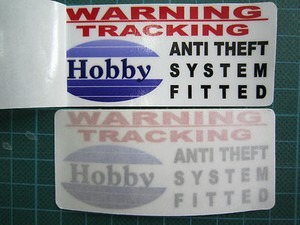 WARNING
TRACKING
Hobby
ANTI THEFT
SYSTEM
FITTED
WARNING
TRACKING
Hobby
ANTI THEFT
SYSTEM
FITTED